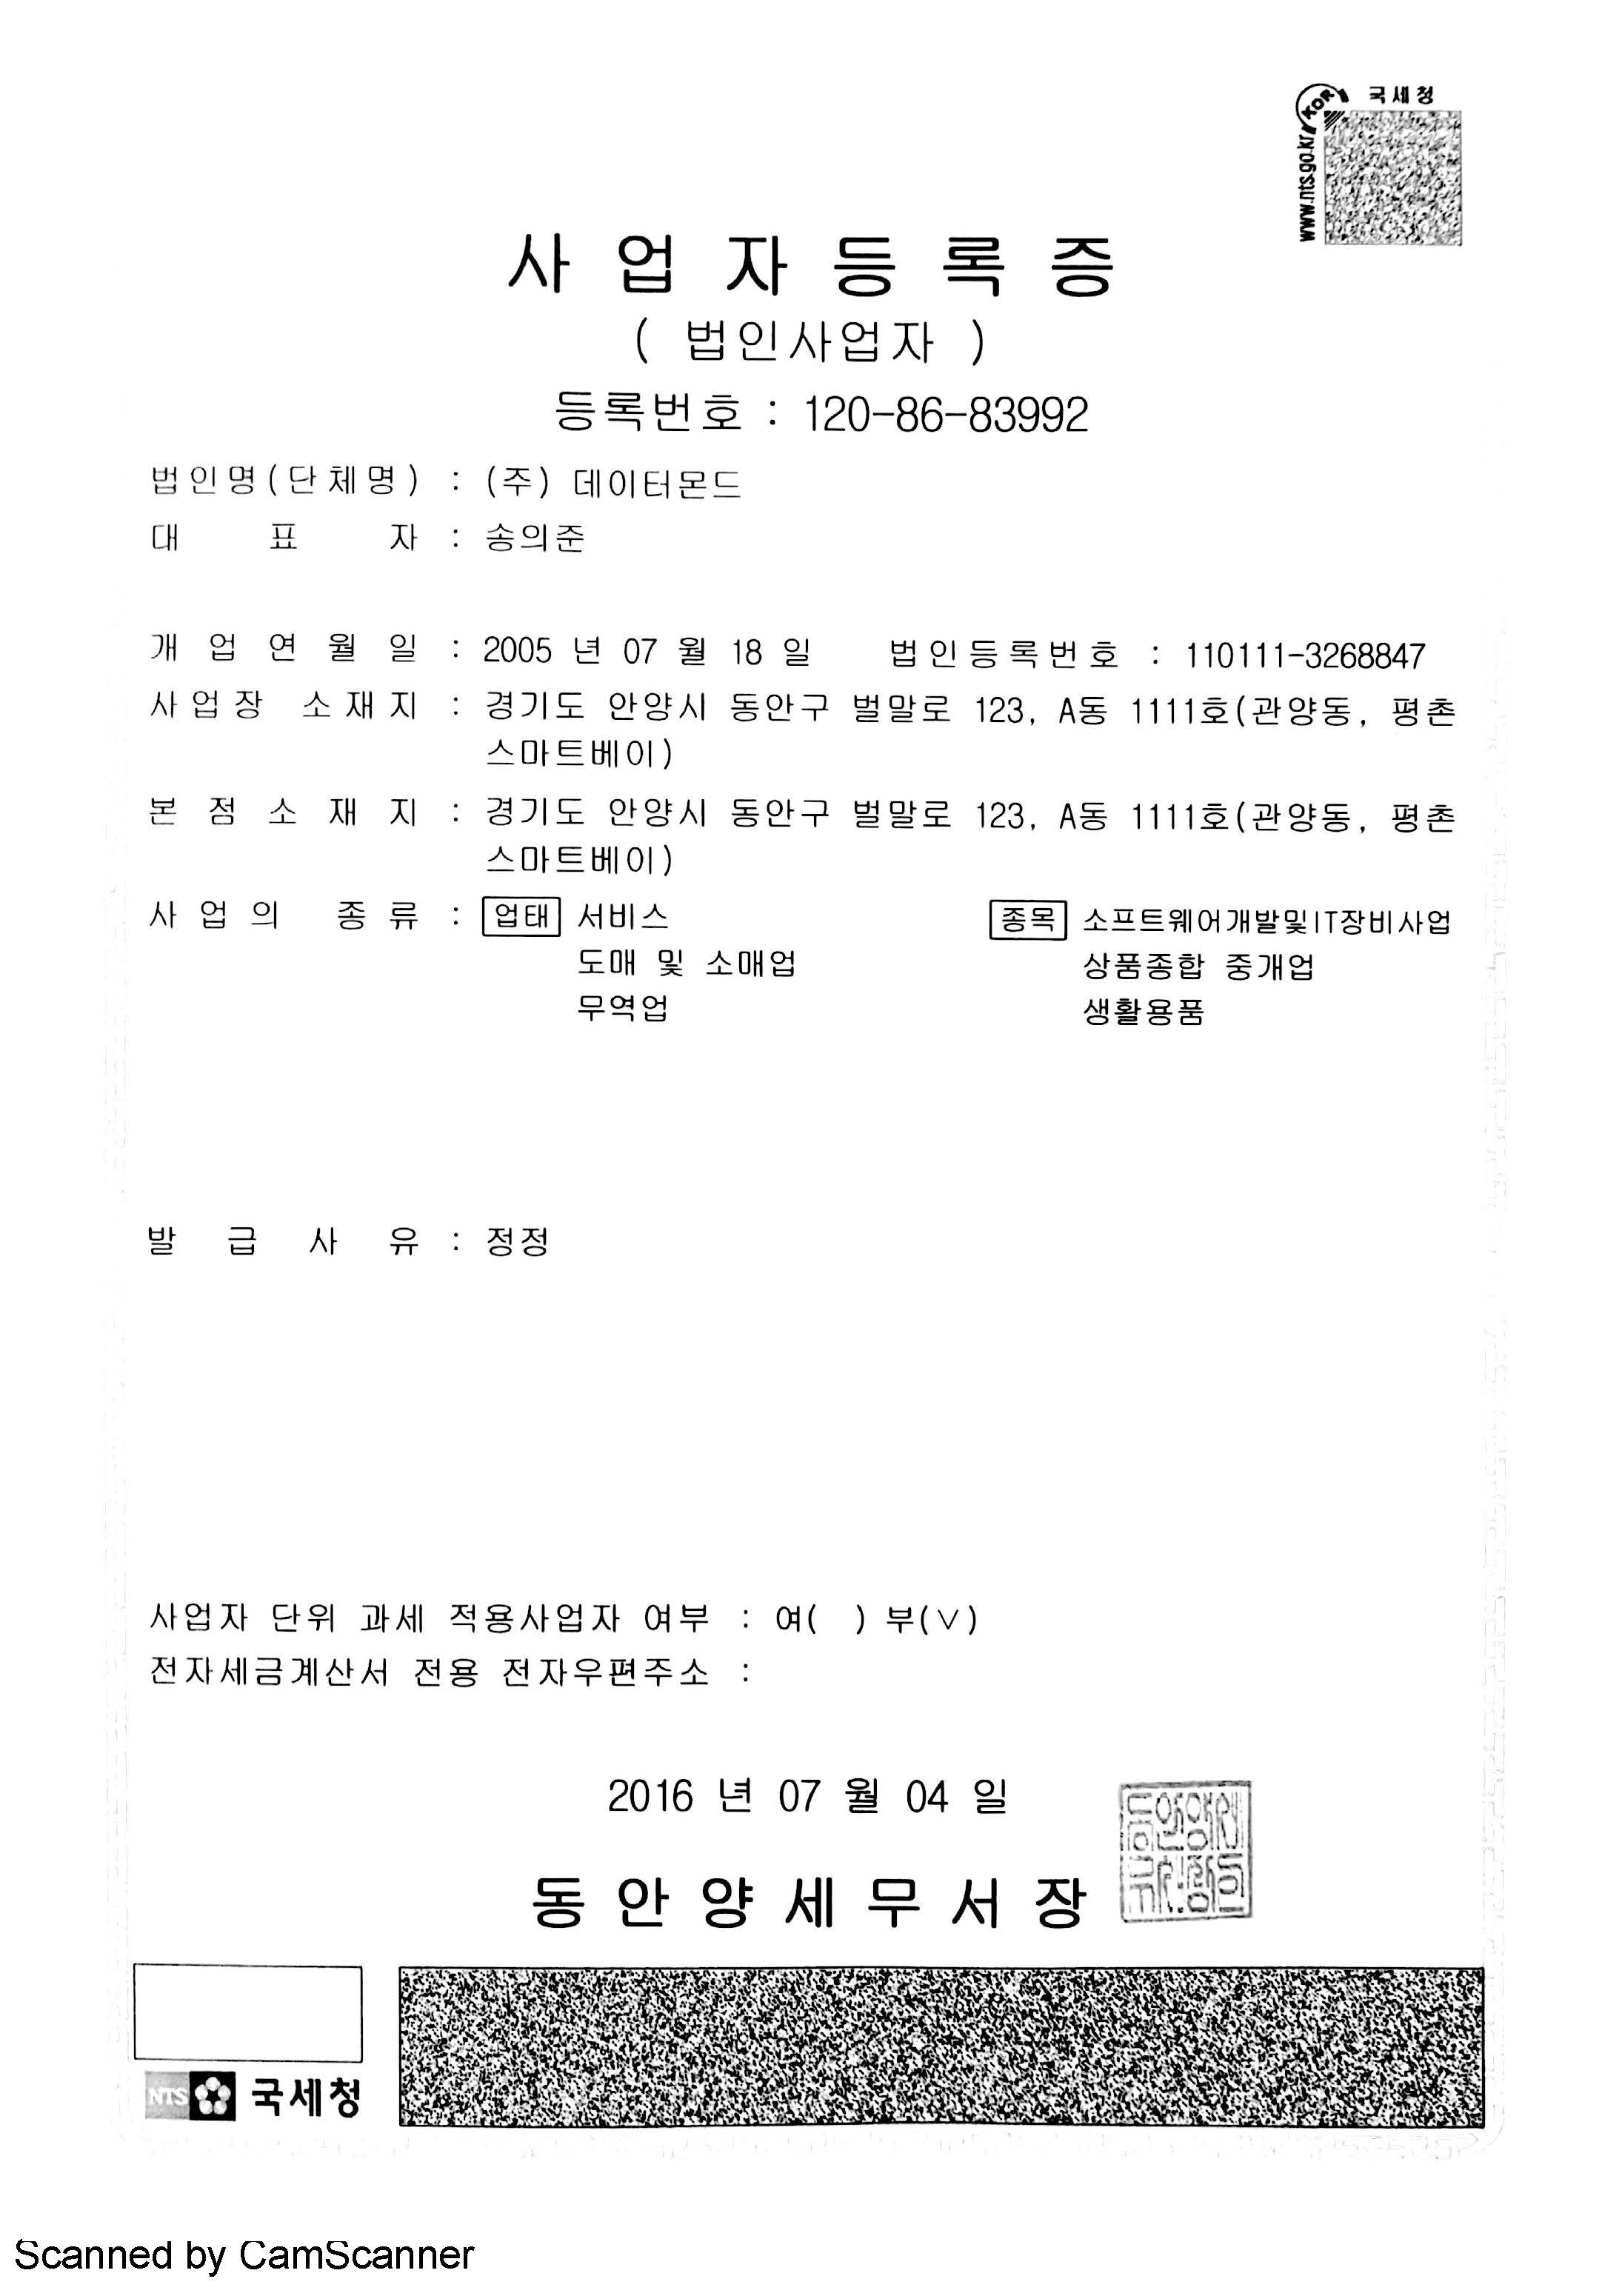 국세청
www.nts.go.kr
KOR
사업자등록증
( 법인사업자 )
등록번호 : 120-86-83992
법인명(단체명) : (주) 데이터몬드
대 표 자 : 송의준
개 업 연 월 일 : 2005 년 07 월 18 일 법인등록번호 : 110111-3268847
사업장 소재지 : 경기도 안양시 동안구 벌말로 123, A동 1111호(관양동, 평촌
스마트베이)
본 점 소 재 지 : 경기도 안양시 동안구 벌말로 123, A동 1111호(관양동, 평촌
스마트베이)
사 업 의 종 류 : 업태 서비스 종목 소프트웨어개발및IT장비사업
도매 및 소매업 상품종합 중개업
무역업 생활용품
발 급 사 유 : 정정
사업자 단위 과세 적용사업자 여부 : 여( ) 부(∨)
전자세금계산서 전용 전자우편주소 :
2016 년 07 월 04 일
동안양세무서장
NTS 국세청
Scanned by CamScanner